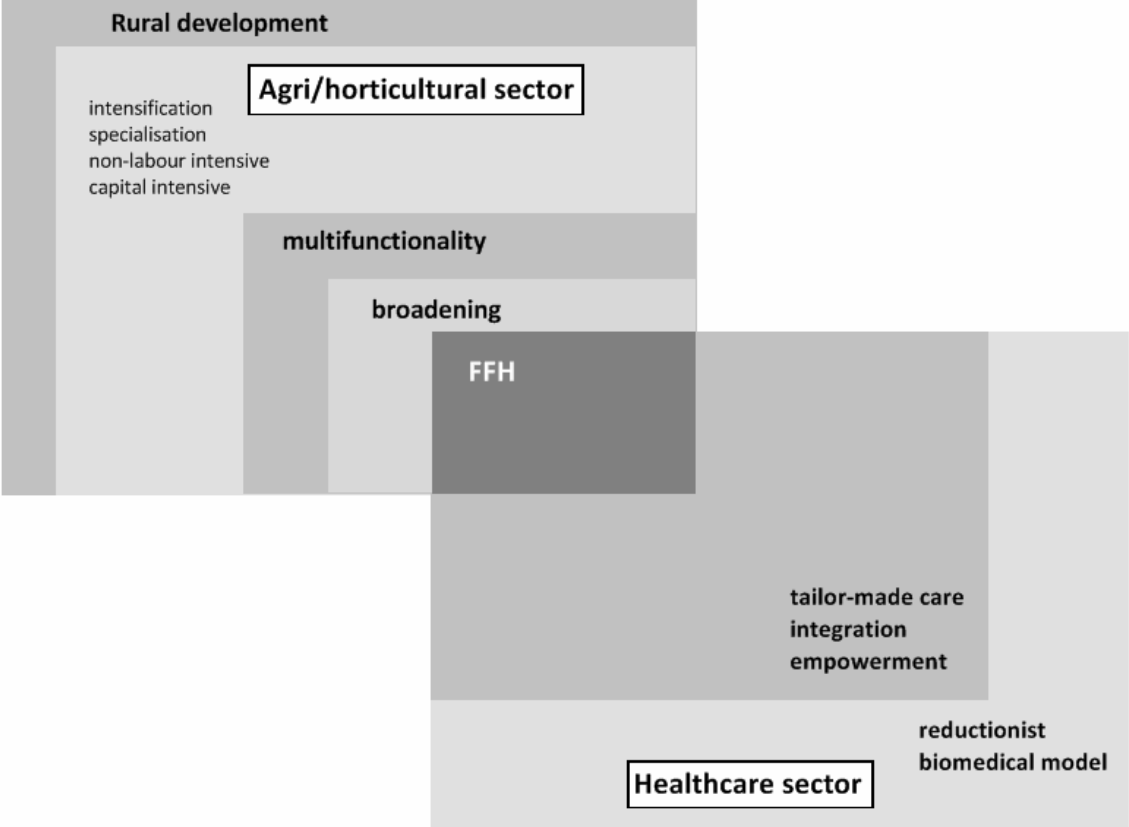 Rural development
Agri/horticultural sector
intensification
specialisation
non-labour intensive
capital intensive
multifunctionality
broadening
FFH
tailor-made care
integration
empowerment
reductionist
biomedical model
Healthcare sector